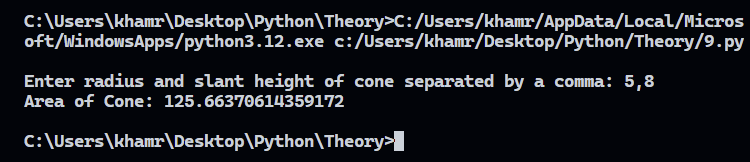 C:\Users\khamr\Desktop\Python\Theory>C:/Users/khamr/AppData/Local/Micros
oft/WindowsApps/python3.12.exe c:/Users/khamr/Desktop/Python/Theory/9.py
Enter radius and slant height of cone separated by a comma: 5,8
Area of Cone: 125.66370614359172
C:\Users\khamr\Desktop\Python\Theory>